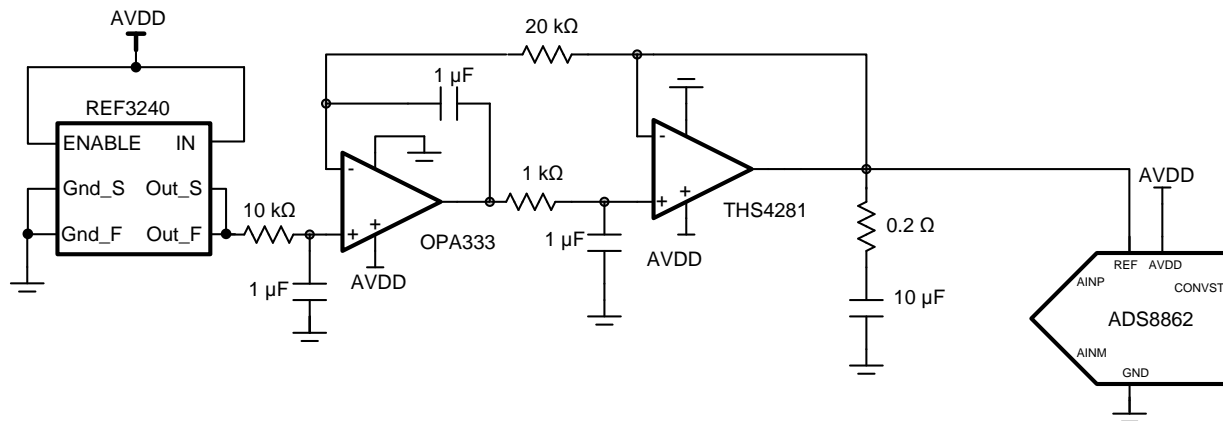 AVDD
20 kΩ
1 µF
REF3240
ENABLE IN
Gnd_S Out_S
Gnd_F Out_F
10 kΩ
1 µF
-
+
+
AVDD
OPA333
1 kΩ
1 µF
-
+
+
AVDD
THS4281
0.2 Ω
10 µF
AVDD
REF AVDD
AINP
CONVST
ADS8862
AINM
GND